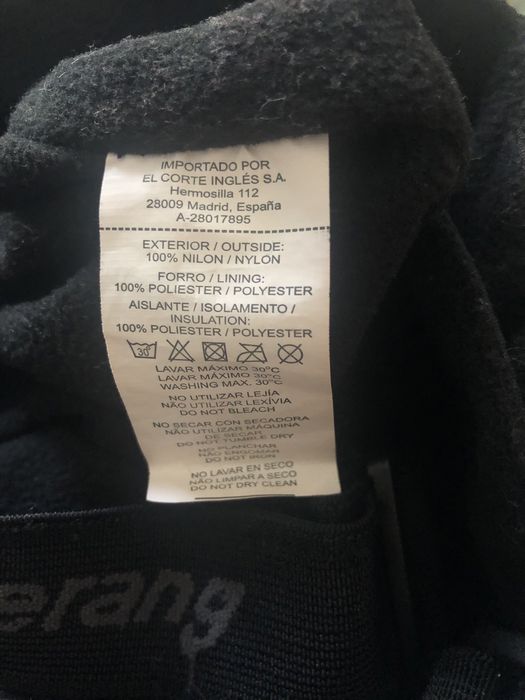 IMPORTADO POR
EL CORTE INGLÉS S.A.
Hermosilla 112
28009 Madrid, España
A-28017895
EXTERIOR / OUTSIDE:
100% NILON / NYLON
FORRO / LINING:
100% POLIESTER / POLYESTER
AISLANTE / ISOLAMENTO /
INSULATION:
100% POLIESTER / POLYESTER
30°
LAVAR MÁXIMO 30°C
LAVAR MÁXIMO 30°C
WASHING MAX. 30°C
NO UTILIZAR LEJÍA
NÃO UTILIZAR LEXÍVIA
DO NOT BLEACH
NO SECAR CON SECADORA
NÃO UTILIZAR MÁQUINA
DE SECAR
DO NOT TUMBLE DRY
NO PLANCHAR
NÃO ENGOMAR
DO NOT IRON
NO LAVAR EN SECO
NÃO LIMPAR A SECO
DO NOT DRY CLEAN
erang